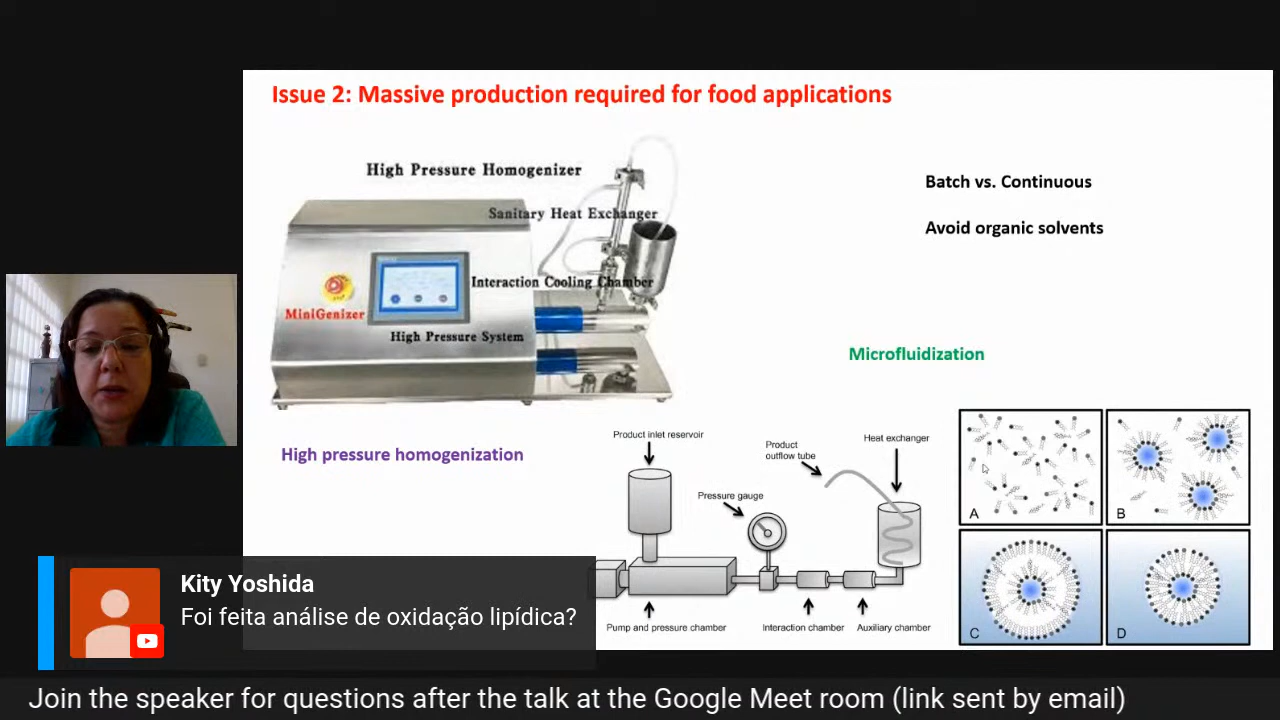 Issue 2: Massive production required for food applications
High Pressure Homogenizer
Sanitary Heat Exchanger
Interaction Cooling Chamber
MiniGenizer
High Pressure System
Batch vs. Continuous
Avoid organic solvents
Microfluidization
High pressure homogenization
Product inlet reservoir
Product
outflow tube
Heat exchanger
Pressure gauge
Pump and pressure chamber
Interaction chamber
Auxiliary chamber
A
B
C
D
Kity Yoshida
Foi feita análise de oxidação lipídica?
Join the speaker for questions after the talk at the Google Meet room (link sent by email)